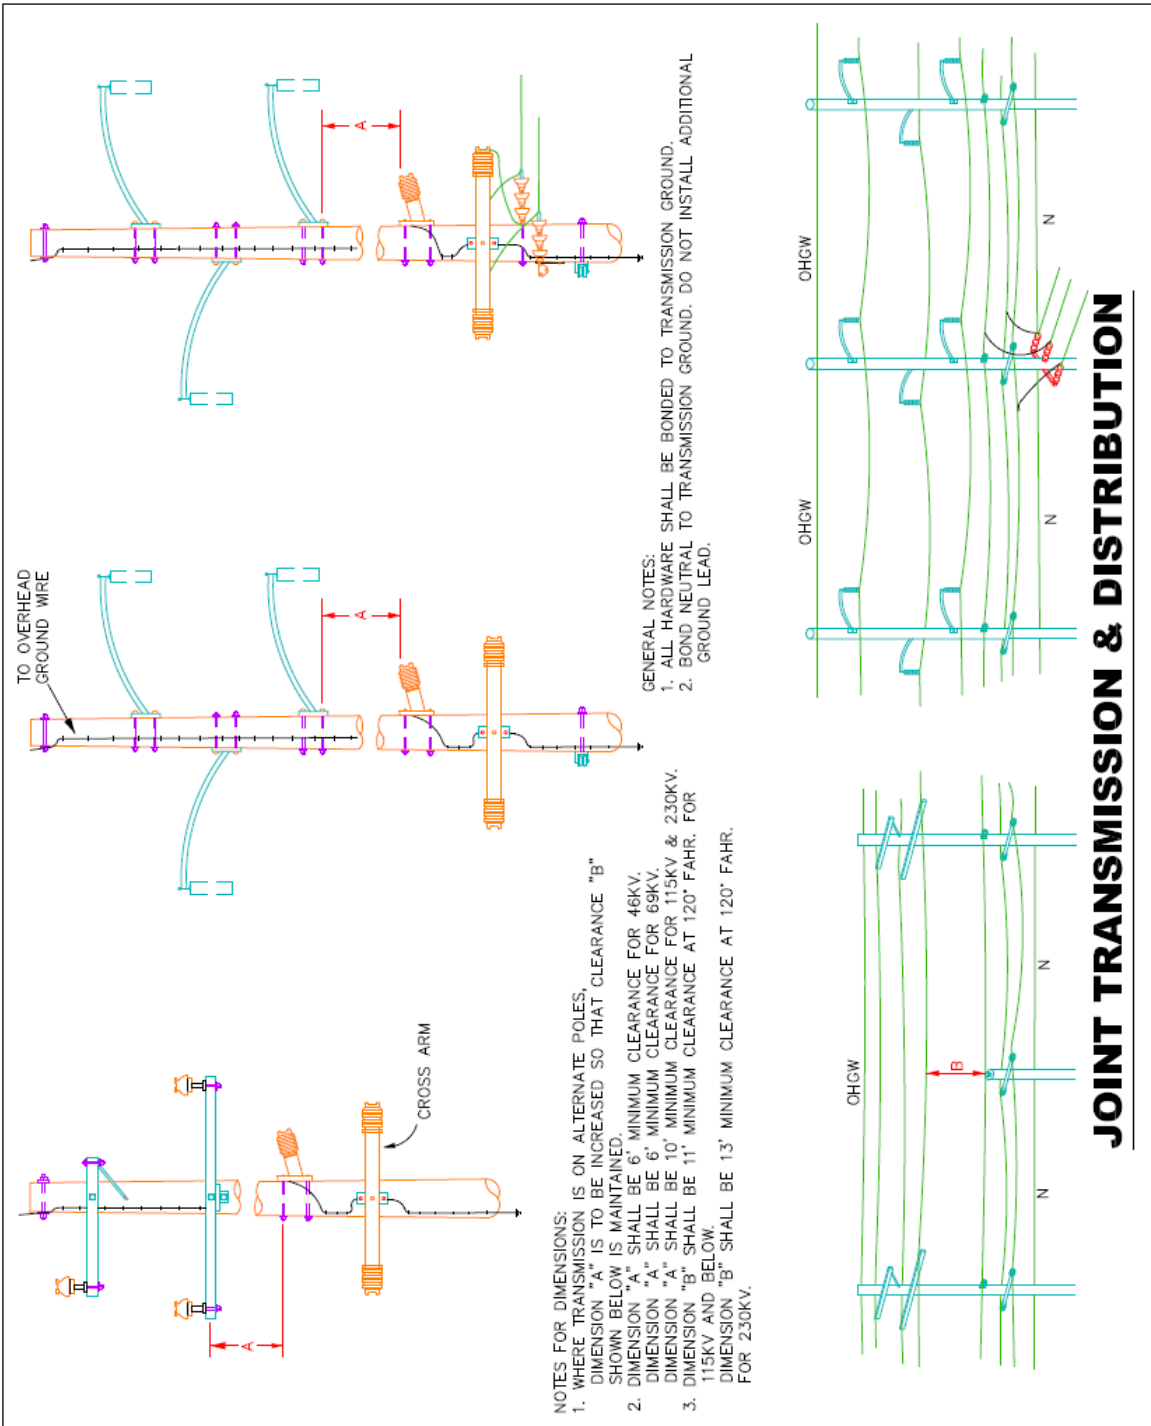 TO OVERHEAD
GROUND WIRE
A
A
A
CROSS ARM
NOTES FOR DIMENSIONS:
1. WHERE TRANSMISSION IS ON ALTERNATE POLES,
DIMENSION "A" IS TO BE INCREASED SO THAT CLEARANCE "B"
SHOWN BELOW IS MAINTAINED.
2. DIMENSION "A" SHALL BE 6' MINIMUM CLEARANCE FOR 46KV.
DIMENSION "A" SHALL BE 6' MINIMUM CLEARANCE FOR 69KV.
DIMENSION "A" SHALL BE 10' MINIMUM CLEARANCE FOR 115KV & 230KV.
3. DIMENSION "B" SHALL BE 11' MINIMUM CLEARANCE AT 120° FAHR. FOR
115KV AND BELOW.
DIMENSION "B" SHALL BE 13' MINIMUM CLEARANCE AT 120° FAHR.
FOR 230KV.
GENERAL NOTES:
1. ALL HARDWARE SHALL BE BONDED TO TRANSMISSION GROUND.
2. BOND NEUTRAL TO TRANSMISSION GROUND. DO NOT INSTALL ADDITIONAL
GROUND LEAD.
OHGW
B
N
N
OHGW
OHGW
N
N
JOINT TRANSMISSION & DISTRIBUTION